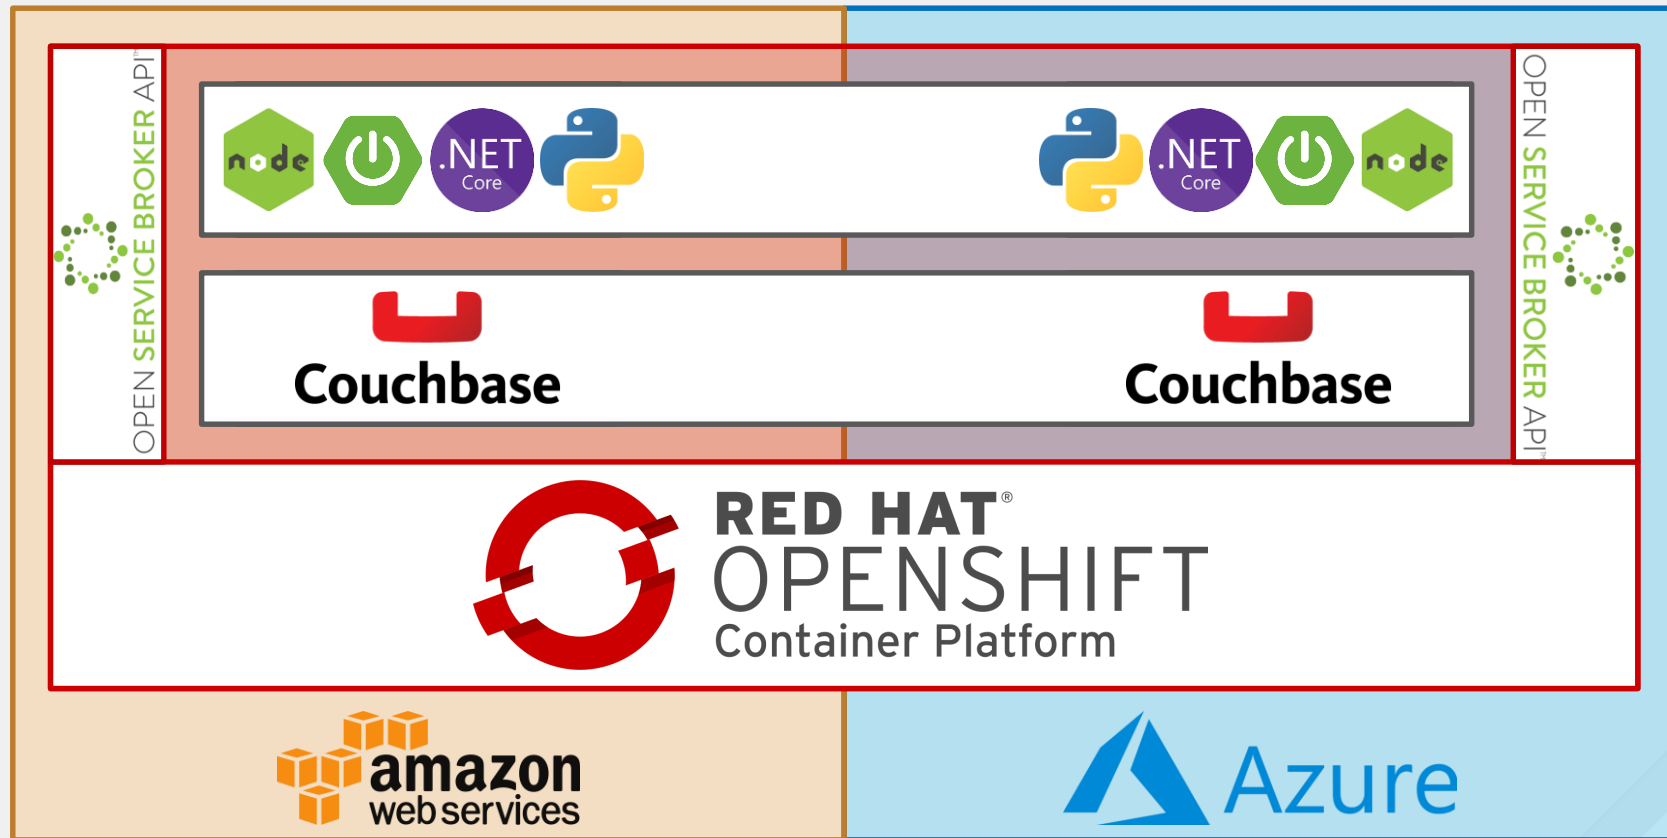 OPEN SERVICE BROKER API™
node
.NET
Core
.NET
Core
node
OPEN SERVICE BROKER API™
Couchbase
Couchbase
RED HAT®
OPENSHIFT
Container Platform
amazon
web services
Azure